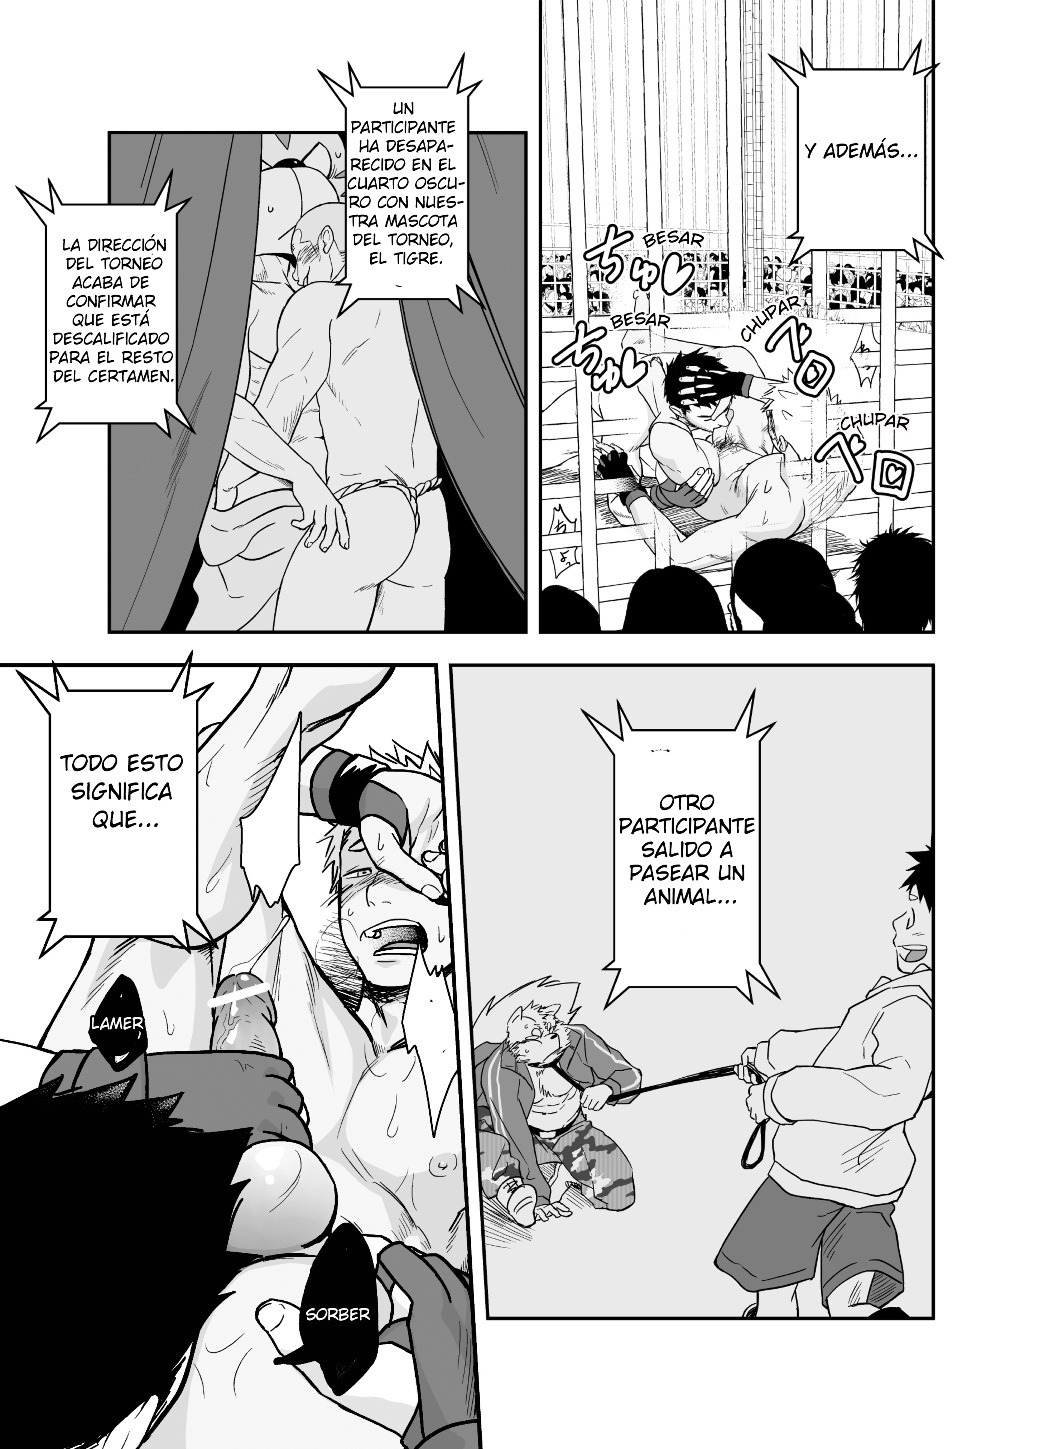 Y ADEMÁS...
BESAR
ちゅ♥
BESAR
ちゅ♥
CHUPAR
ベロ
CHUPAR
ベロ
UN
PARTICIPANTE
HA DESAPA-
RECIDO EN EL
CUARTO OSCU-
RO CON NUES-
TRA MASCOTA
DEL TORNEO,
EL TIGRE.
LA DIRECCIÓN
DEL TORNEO
ACABA DE
CONFIRMAR
QUE ESTÁ
DESCALIFICADO
PARA EL RESTO
DEL CERTAMEN.
OTRO
PARTICIPANTE
SALIDO A
PASEAR UN
ANIMAL...
TODO ESTO
SIGNIFICA
QUE...
LAMER
SORBER